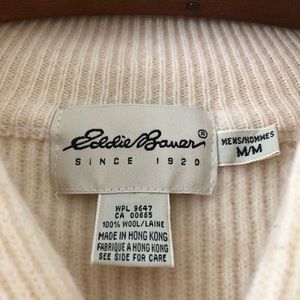 Eddie Bauer®
SINCE 1920
MENS/HOMMES
M/M
WPL 9647
CA 00665
100% WOOL/LAINE
MADE IN HONG KONG
FABRIQUE A HONG KONG
SEE SIDE FOR CARE